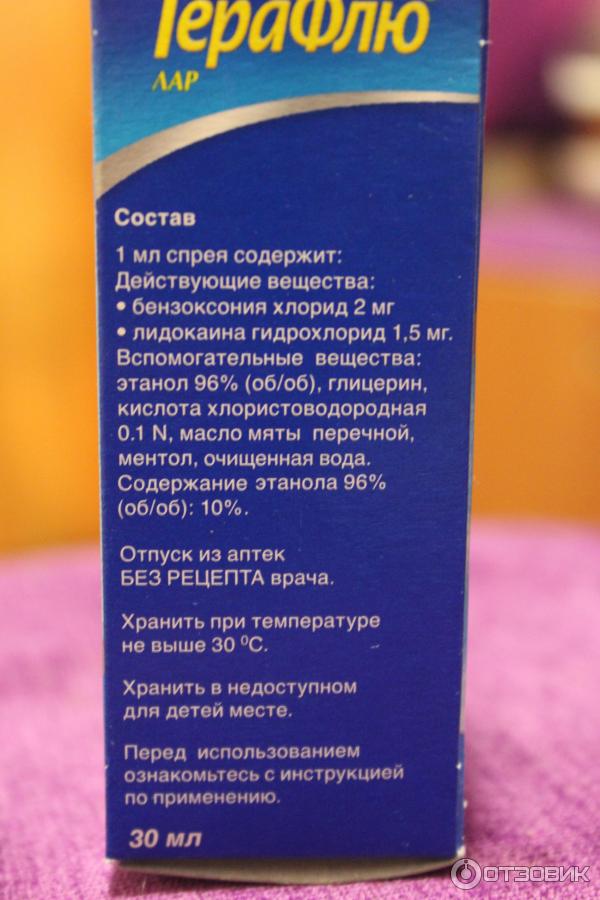 ТераФлю
ЛАР
Состав
1 мл спрея содержит:
Действующие вещества:
• бензоксония хлорид 2 мг
• лидокаина гидрохлорид 1,5 мг.
Вспомогательные вещества:
этанол 96% (об/об), глицерин,
кислота хлористоводородная
0.1 N, масло мяты перечной,
ментол, очищенная вода.
Содержание этанола 96%
(об/об): 10%.
Отпуск из аптек
БЕЗ РЕЦЕПТА врача.
Хранить при температуре
не выше 30 ⁰С.
Хранить в недоступном
для детей месте.
Перед использованием
ознакомьтесь с инструкцией
по применению.
30 мл
ОТЗОВИК